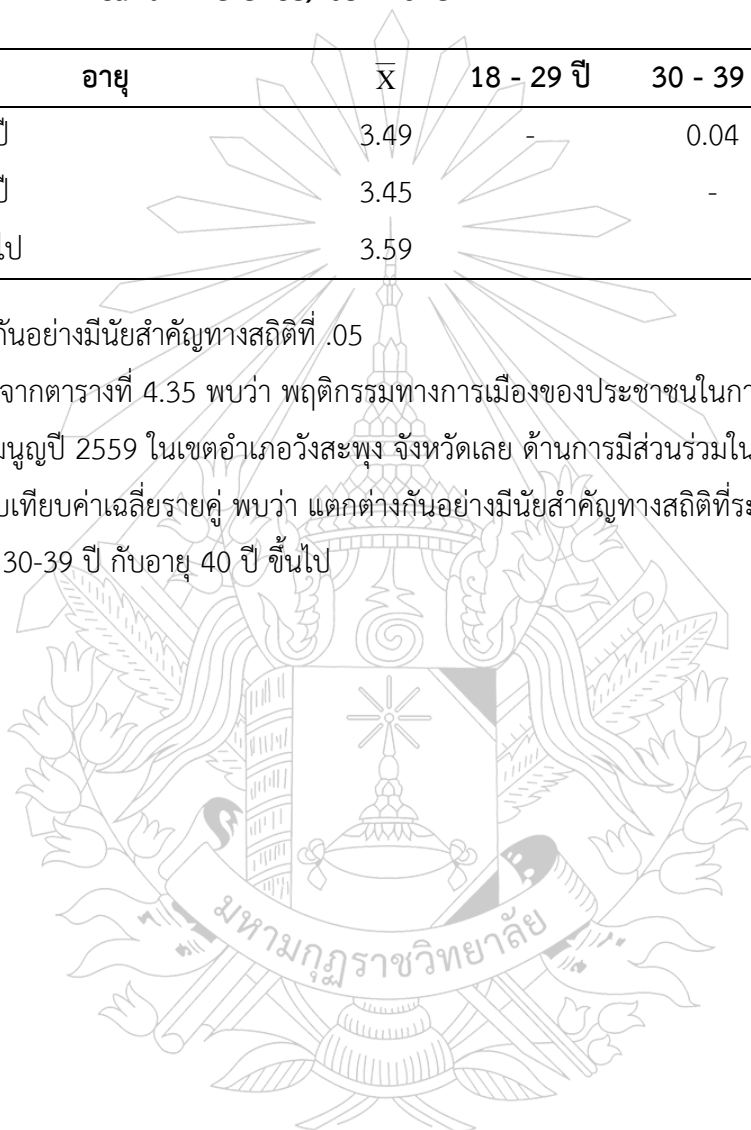 อายุ X̅ 18 - 29 ปี 30 - 39
ปี 3.49 - 0.04
ปี 3.45 -
ไป 3.59
กันอย่างมีนัยสำคัญทางสถิติที่ .05
จากตารางที่ 4.35 พบว่า พฤติกรรมทางการเมืองของประชาชนในกา
มนูญปี 2559 ในเขตอำเภอวังสะพุง จังหวัดเลย ด้านการมีส่วนร่วมใน
บเทียบค่าเฉลี่ยรายคู่ พบว่า แตกต่างกันอย่างมีนัยสำคัญทางสถิติที่ระ
30-39 ปี กับอายุ 40 ปี ขึ้นไป
มหามกุฏราชวิทยาลัย